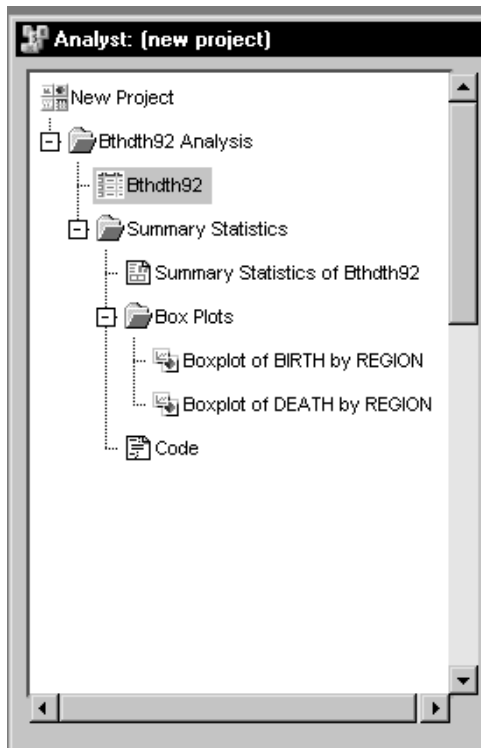 Analyst: (new project)
New Project
Bthdth92 Analysis
Bthdth92
Summary Statistics
Summary Statistics of Bthdth92
Box Plots
Boxplot of BIRTH by REGION
Boxplot of DEATH by REGION
Code